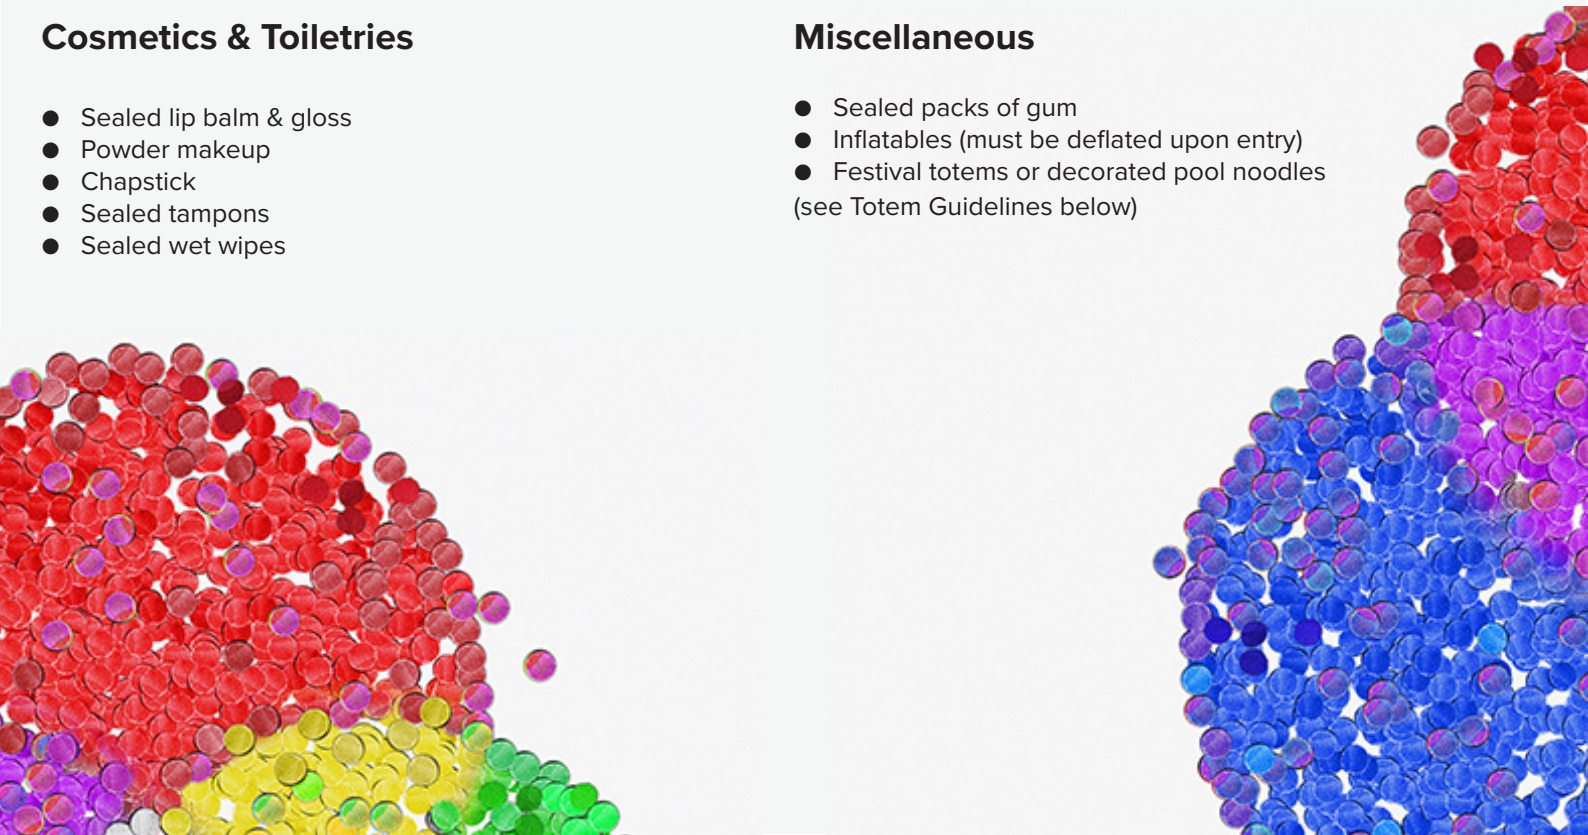 Cosmetics & Toiletries
● Sealed lip balm & gloss
● Powder makeup
● Chapstick
● Sealed tampons
● Sealed wet wipes
Miscellaneous
● Sealed packs of gum
● Inflatables (must be deflated upon entry)
● Festival totems or decorated pool noodles
(see Totem Guidelines below)